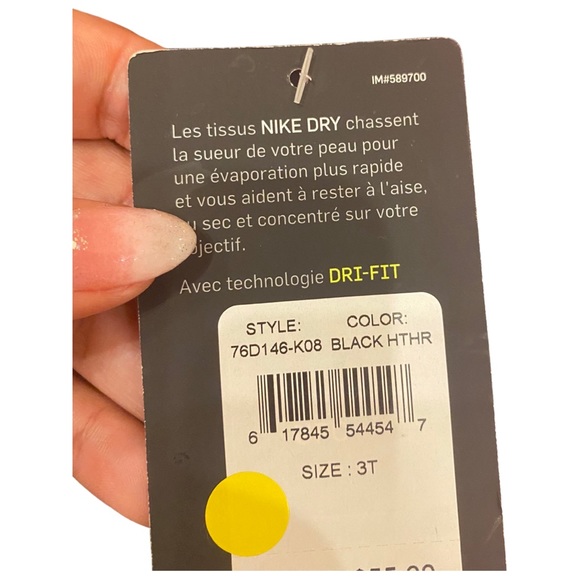 IM#589700
Les tissus NIKE DRY chassent
la sueur de votre peau pour
une évaporation plus rapide
et vous aident à rester à l'aise,
sec et concentré sur votre
Avec technologie DRI-FIT
STYLE: COLOR:
76D146-K08 BLACK HTHR
6 17845 54454 7
SIZE : 3T